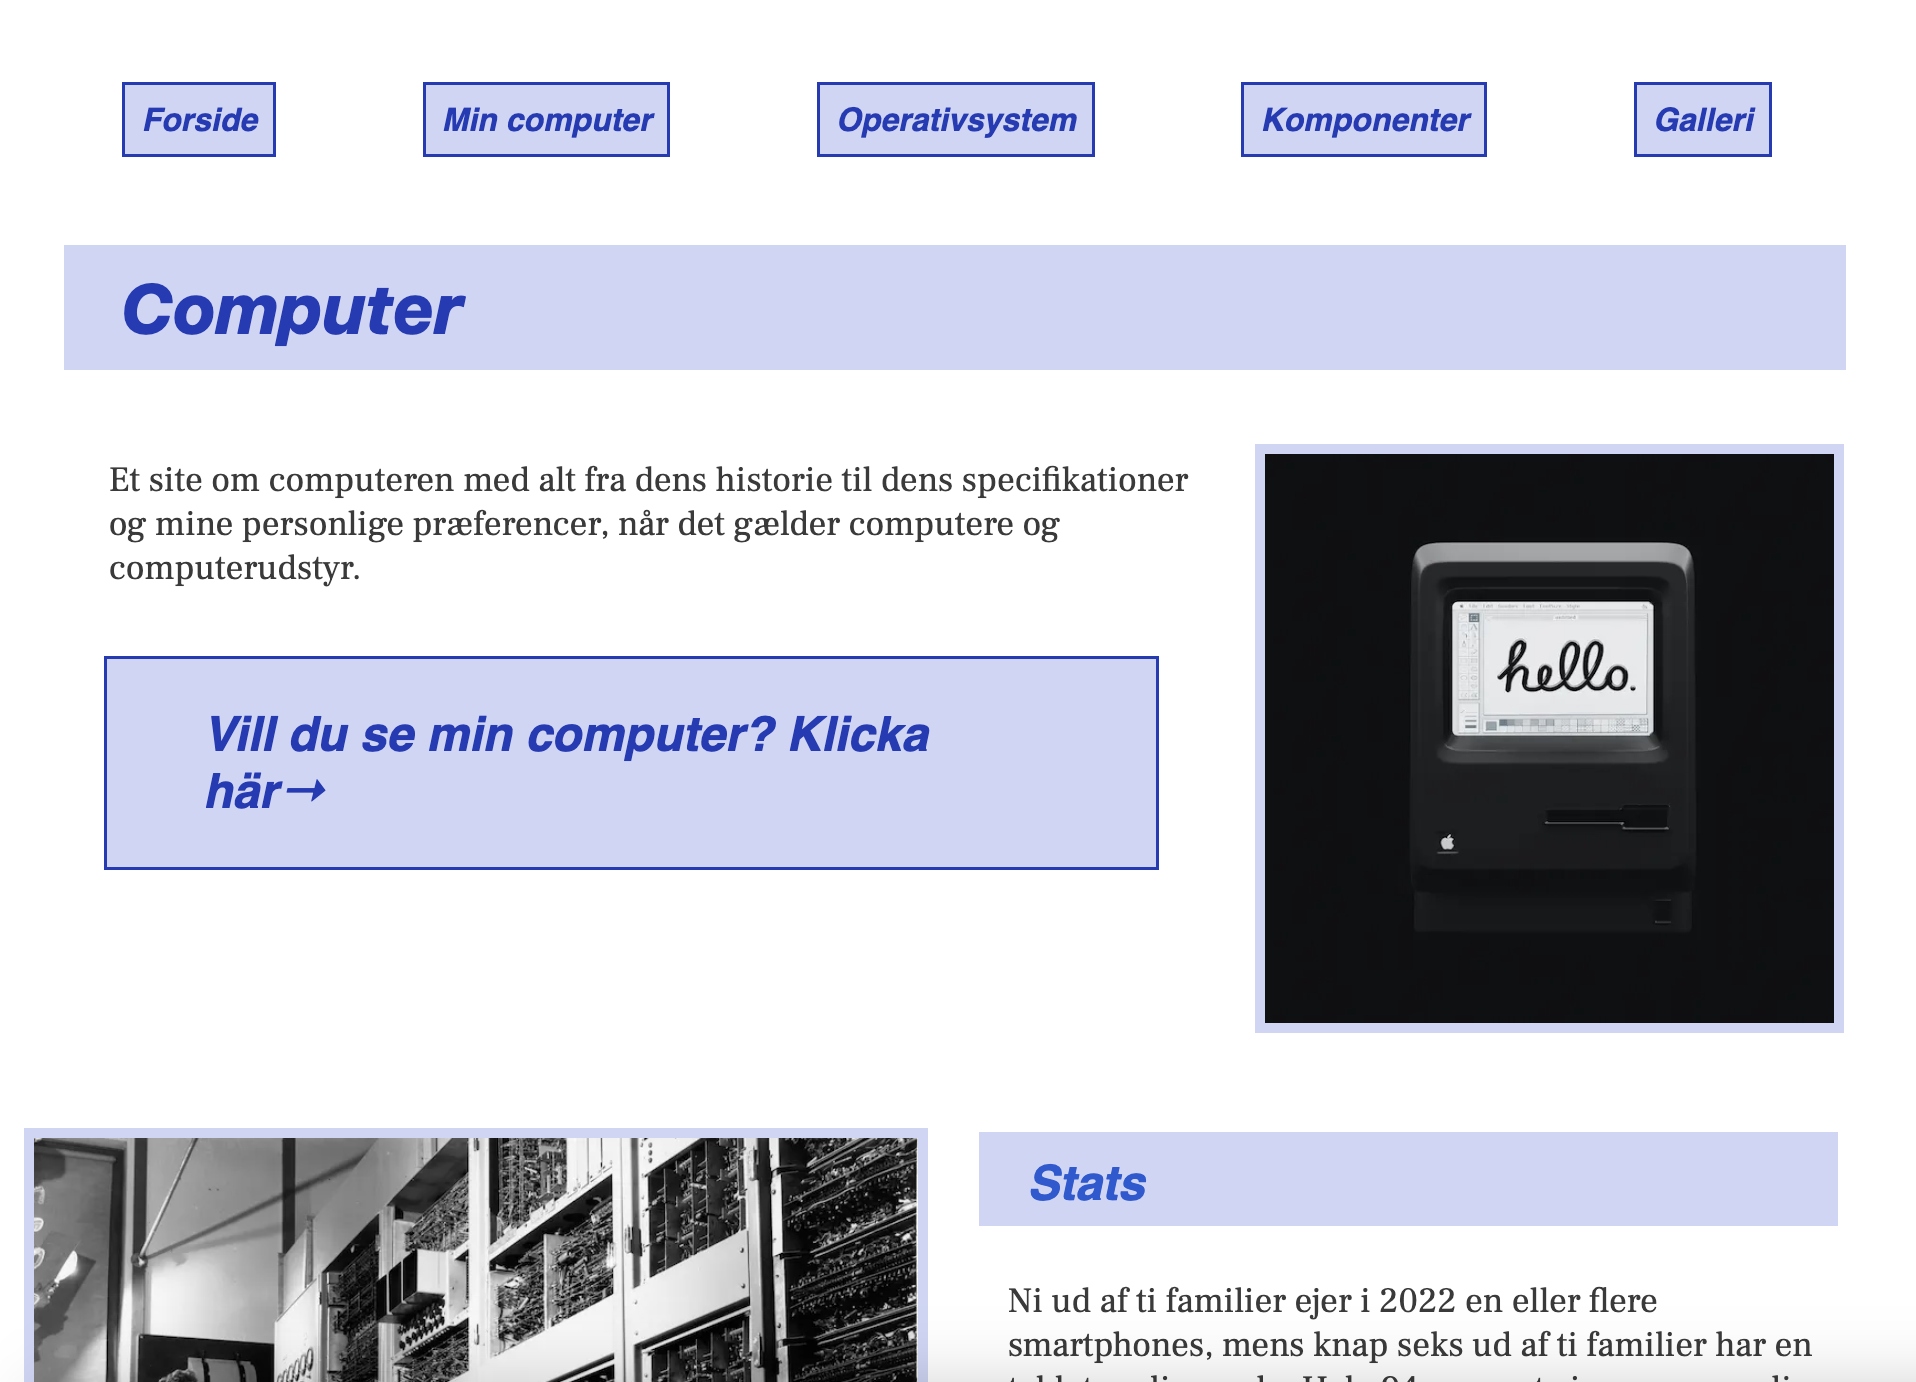 Forside
Min computer
Operativsystem
Komponenter
Galleri
Computer
Et site om computeren med alt fra dens historie til dens specifikationer
og mine personlige præferencer, når det gælder computere og
computerudstyr.
Vill du se min computer? Klicka
här→
hello.
Stats
Ni ud af ti familier ejer i 2022 en eller flere
smartphones, mens knap seks ud af ti familier har en